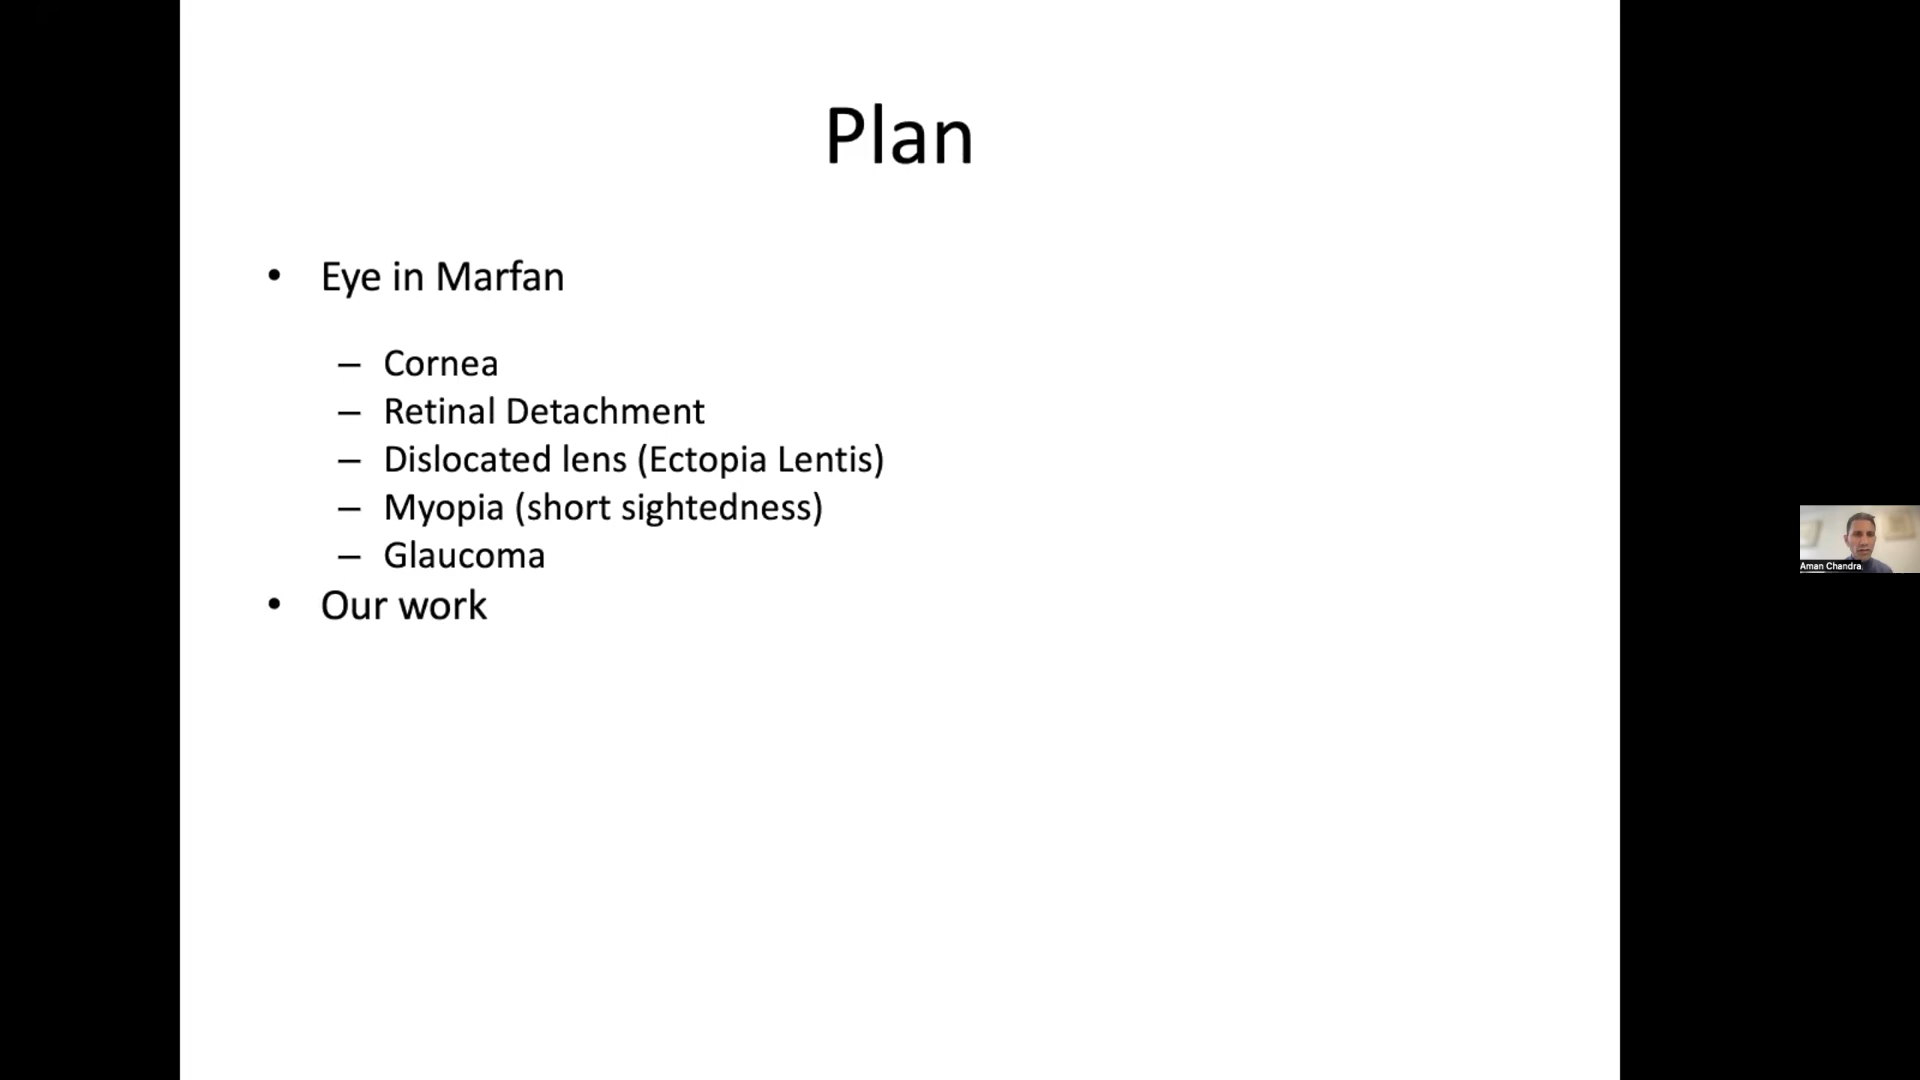 Plan
• Eye in Marfan
– Cornea
– Retinal Detachment
– Dislocated lens (Ectopia Lentis)
– Myopia (short sightedness)
– Glaucoma
• Our work
Aman Chandra